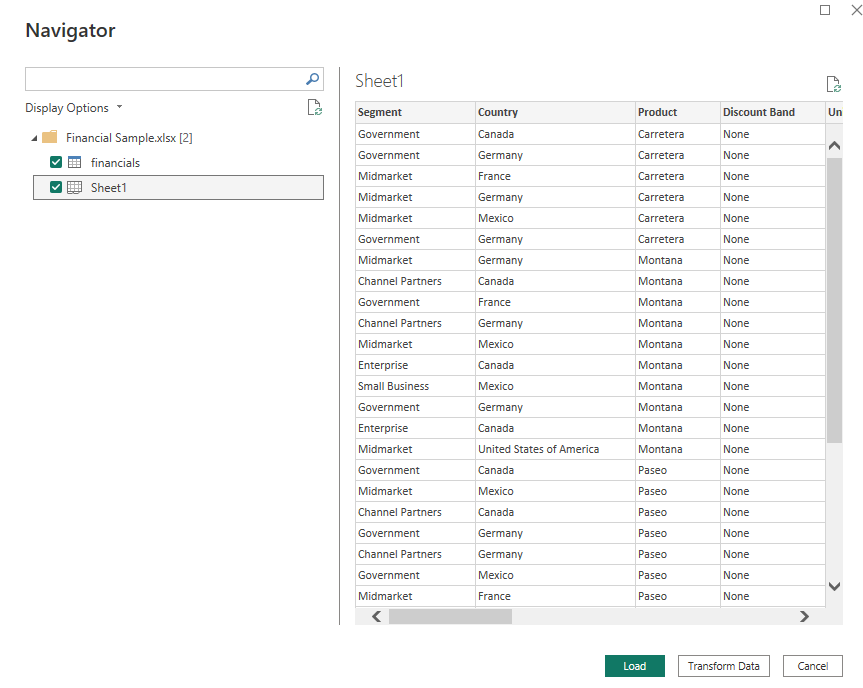 Navigator
Display Options
Financial Sample.xlsx [2]
financials
Sheet1
Sheet1
Segment Country Product Discount Band Un
Government Canada Carretera None
Government Germany Carretera None
Midmarket France Carretera None
Midmarket Germany Carretera None
Midmarket Mexico Carretera None
Government Germany Carretera None
Midmarket Germany Montana None
Channel Partners Canada Montana None
Government France Montana None
Channel Partners Germany Montana None
Midmarket Mexico Montana None
Enterprise Canada Montana None
Small Business Mexico Montana None
Government Germany Montana None
Enterprise Canada Montana None
Midmarket United States of America Montana None
Government Canada Paseo None
Midmarket Mexico Paseo None
Channel Partners Canada Paseo None
Government Germany Paseo None
Channel Partners Germany Paseo None
Government Mexico Paseo None
Midmarket France Paseo None
Load Transform Data Cancel